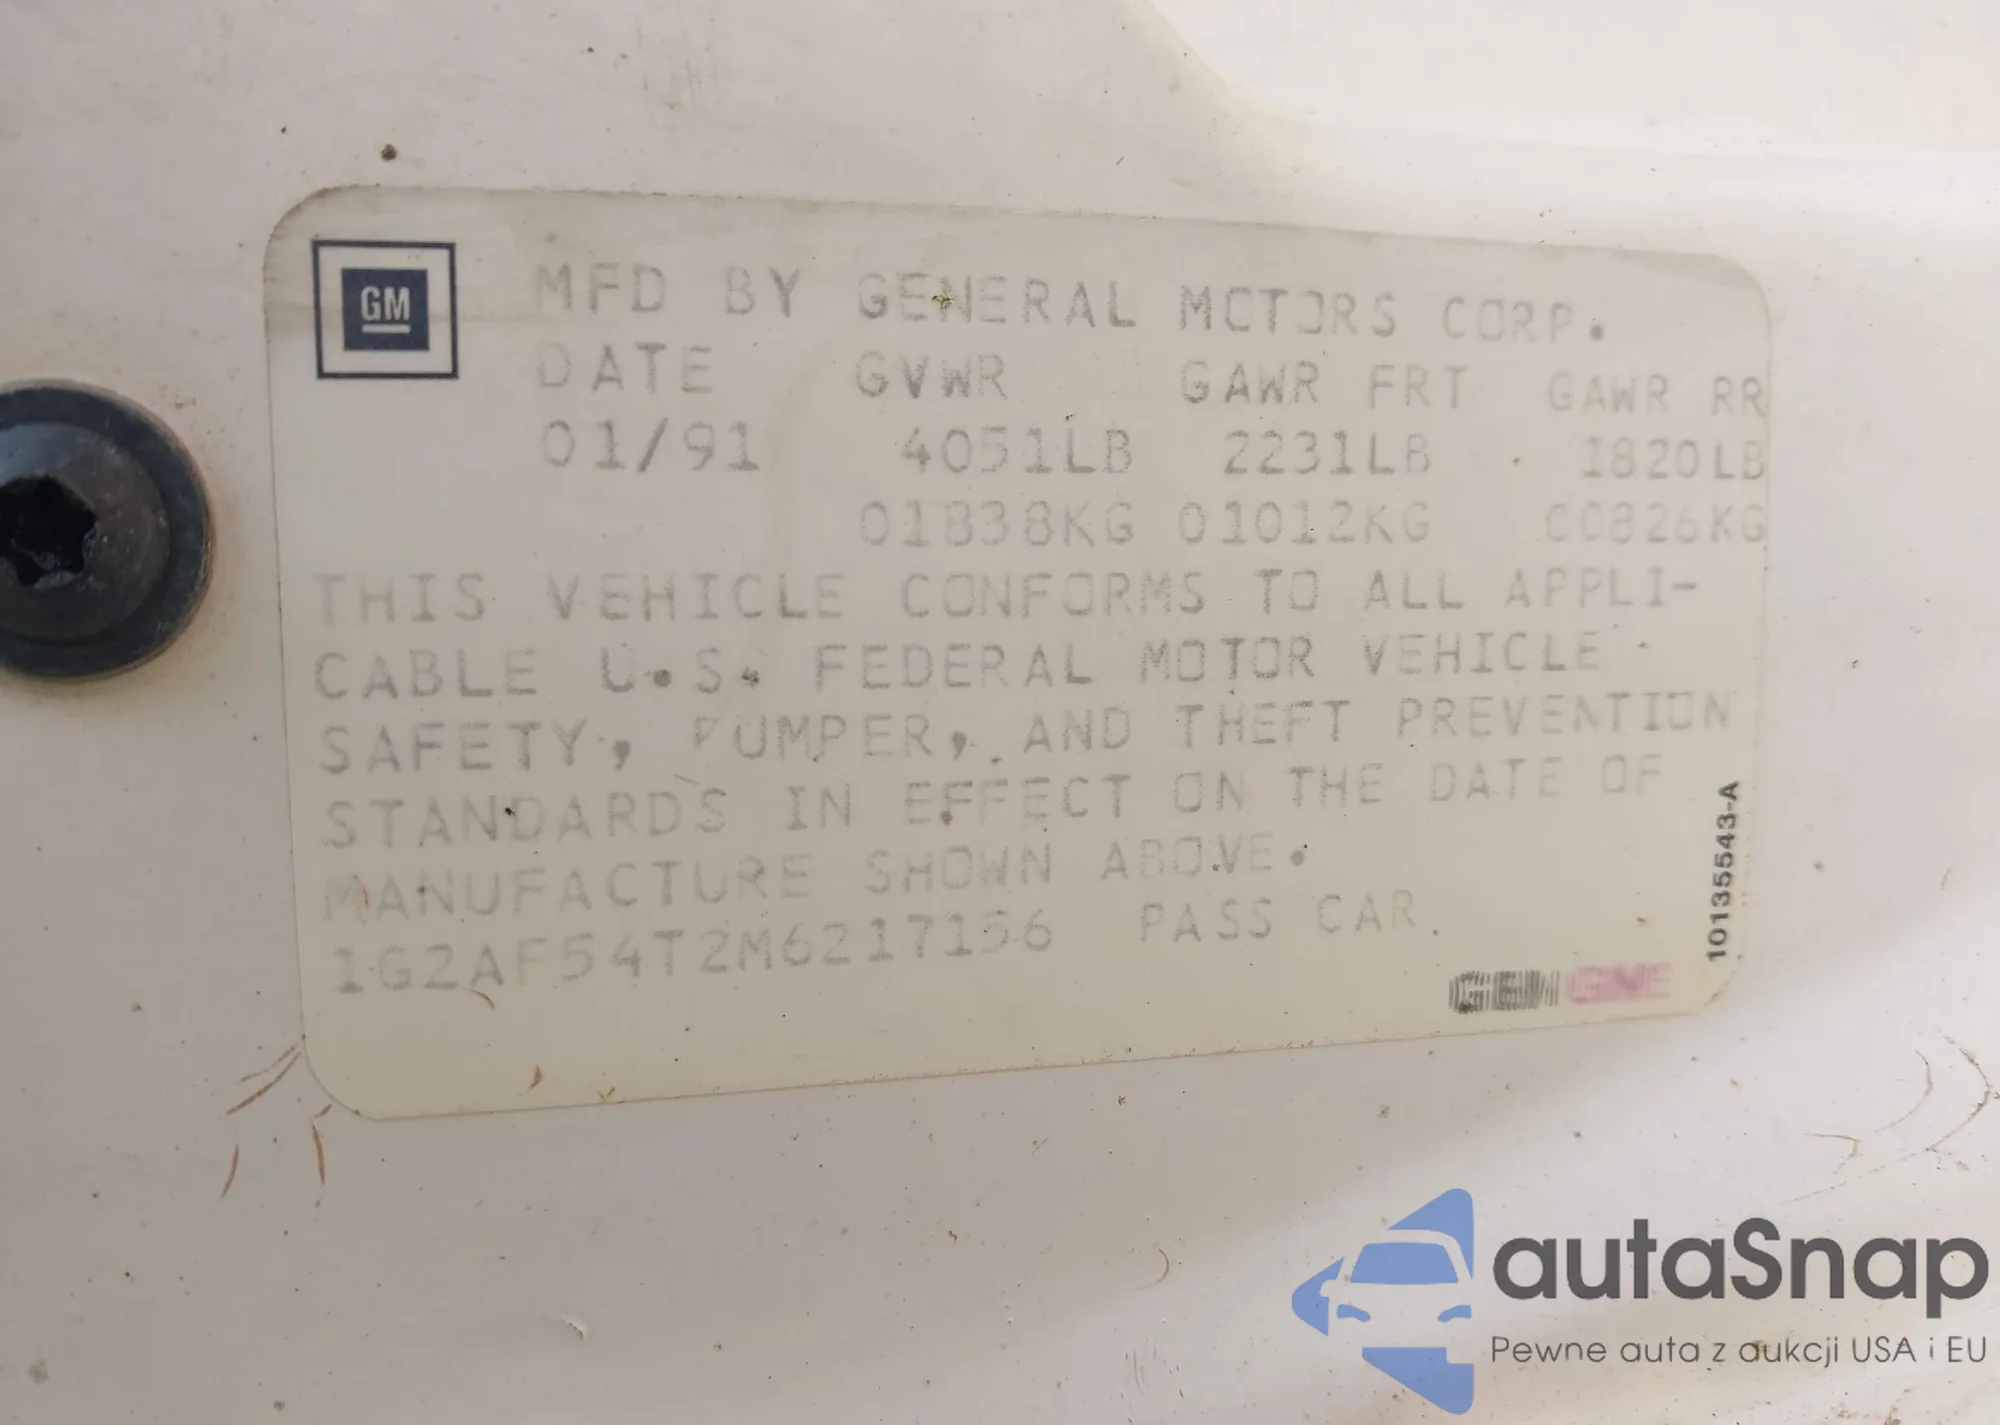 GM
MFD BY GENERAL MOTORS CORP.
DATE GVWR GAWR FRT GAWR RR
01/91 4051LB 2231LB 1820LB
01838KG 01012KG 00826KG
THIS VEHICLE CONFORMS TO ALL APPLI-
CABLE U.S. FEDERAL MOTOR VEHICLE
SAFETY, BUMPER, AND THEFT PREVENTION
STANDARDS IN EFFECT ON THE DATE OF
MANUFACTURE SHOWN ABOVE.
1G2AF54T2M6217156 PASS CAR.
10135543-A
autaSnap
Pewne auta z aukcji USA i EU